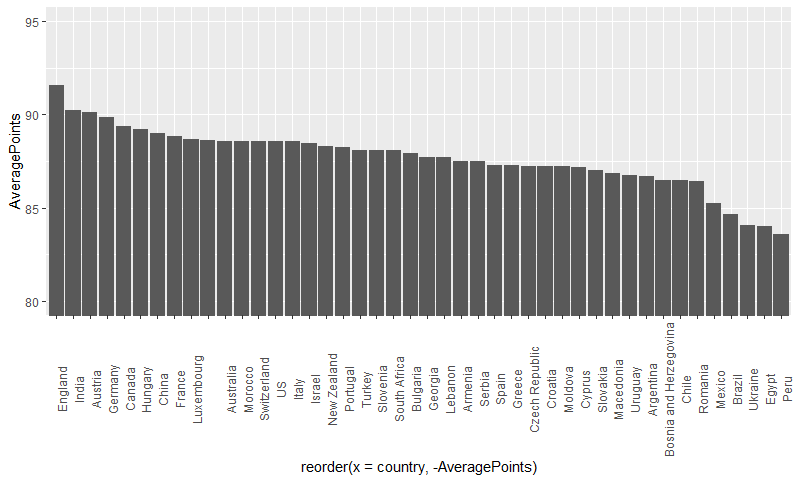 AveragePoints
95
90
85
80
England
India
Austria
Germany
Canada
Hungary
China
France
Luxembourg
Australia
Morocco
Switzerland
US
Italy
Israel
New Zealand
Portugal
Turkey
Slovenia
South Africa
Bulgaria
Georgia
Lebanon
Armenia
Serbia
Spain
Greece
Czech Republic
Croatia
Moldova
Cyprus
Slovakia
Macedonia
Uruguay
Argentina
Bosnia and Herzegovina
Chile
Romania
Mexico
Brazil
Ukraine
Egypt
Peru
reorder(x = country, -AveragePoints)